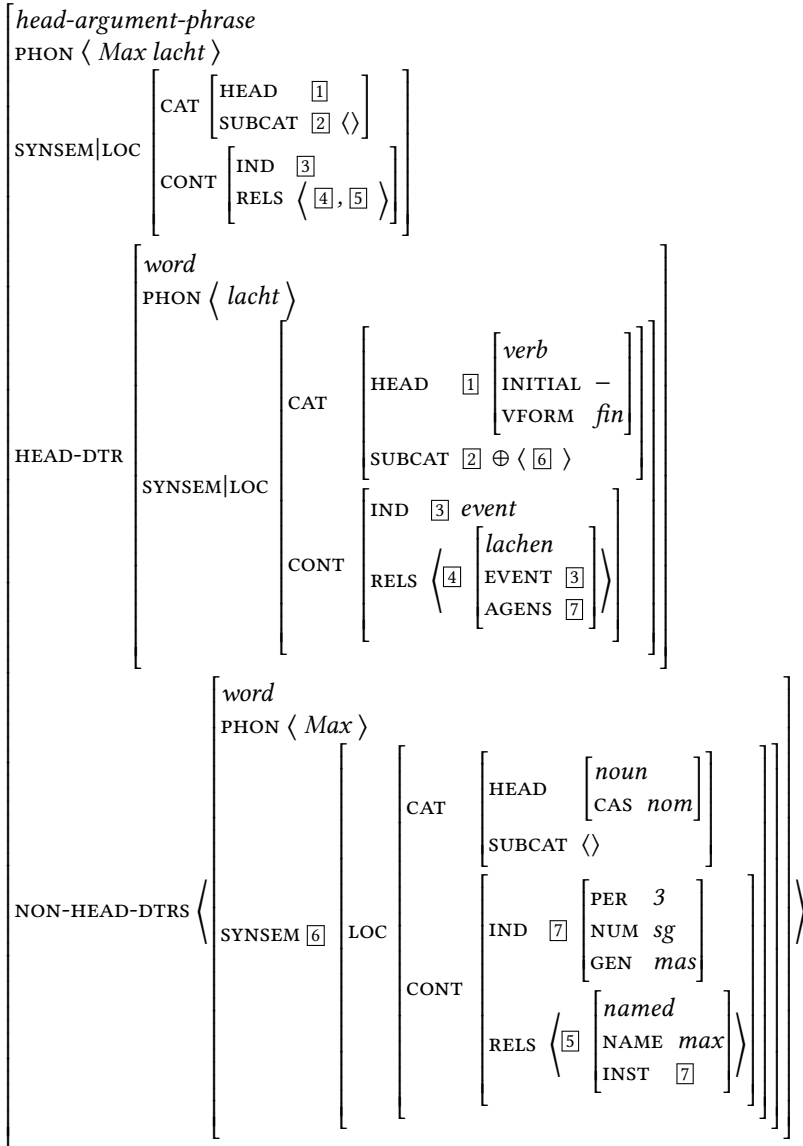 head-argument-phrase
PHON ⟨ Max lacht ⟩
SYNSEM|LOC
CAT
HEAD 1
SUBCAT 2 ⟨⟩
CONT
IND 3
RELS ⟨ 4 , 5 ⟩
HEAD-DTR
word
PHON ⟨ lacht ⟩
SYNSEM|LOC
CAT
HEAD 1
verb
INITIAL −
VFORM fin
SUBCAT 2 ⊕ ⟨ 6 ⟩
CONT
IND 3 event
RELS ⟨ 4
lachen
EVENT 3
AGENS 7
⟩
NON-HEAD-DTRS ⟨
word
PHON ⟨ Max ⟩
SYNSEM 6
LOC
CAT
HEAD
noun
CAS nom
SUBCAT ⟨⟩
CONT
IND 7
PER 3
NUM sg
GEN mas
RELS ⟨ 5
named
NAME max
INST 7
⟩
⟩